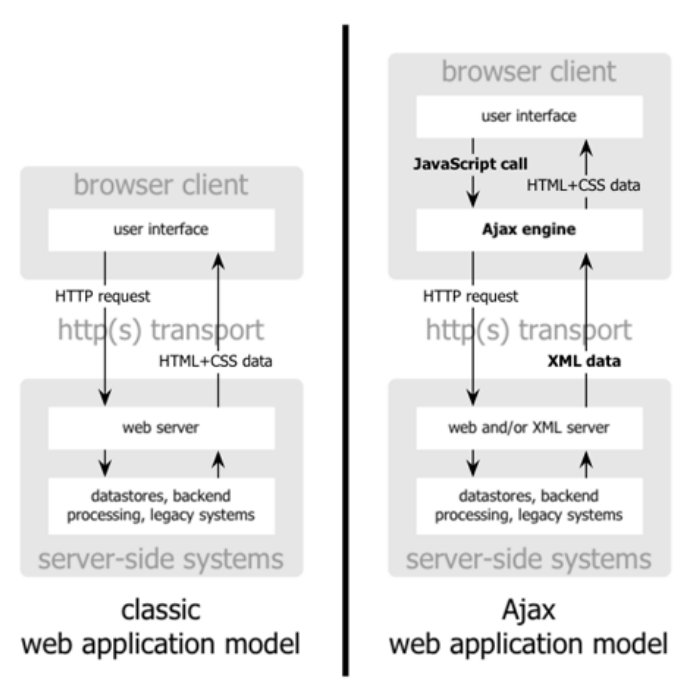 browser client
user interface
HTTP request
http(s) transport
HTML+CSS data
web server
datastores, backend
processing, legacy systems
server-side systems
classic
web application model
browser client
user interface
JavaScript call
HTML+CSS data
Ajax engine
HTTP request
http(s) transport
XML data
web and/or XML server
datastores, backend
processing, legacy systems
server-side systems
Ajax
web application model